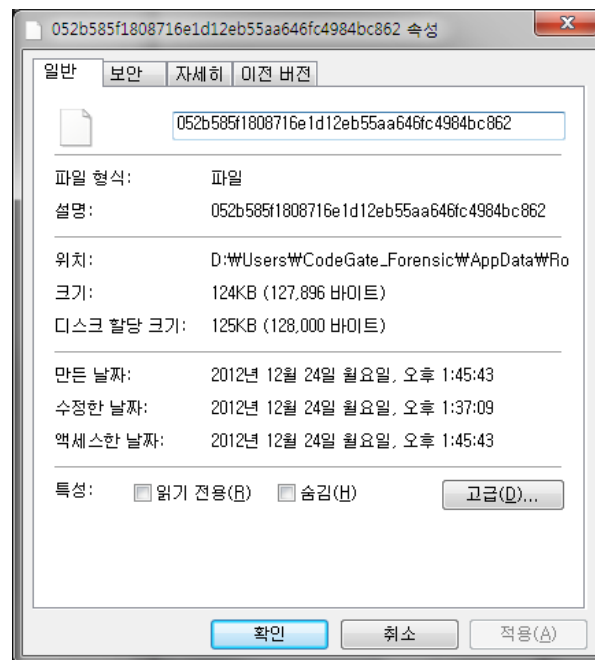 052b585f1808716e1d12eb55aa646fc4984bc862 속성
일반 보안 자세히 이전 버전
052b585f1808716e1d12eb55aa646fc4984bc862
파일 형식: 파일
설명: 052b585f1808716e1d12eb55aa646fc4984bc862
위치: D:₩Users₩CodeGate_Forensic₩AppData₩Ro
크기: 124KB (127,896 바이트)
디스크 할당 크기: 125KB (128,000 바이트)
만든 날짜: 2012년 12월 24일 월요일, 오후 1:45:43
수정한 날짜: 2012년 12월 24일 월요일, 오후 1:37:09
액세스한 날짜: 2012년 12월 24일 월요일, 오후 1:45:43
특성: 읽기 전용(R) 숨김(H) 고급(D)...
확인 취소 적용(A)